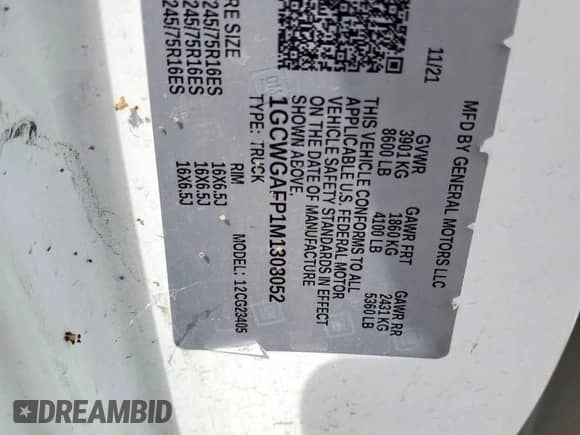 MFD BY GENERAL MOTORS LLC
11/21
GVWR GAWR FRT GAWR RR
3901 KG 1860 KG 2431 KG
8600 LB 4100 LB 5360 LB
THIS VEHICLE CONFORMS TO ALL
APPLICABLE U.S. FEDERAL MOTOR
VEHICLE SAFETY STANDARDS IN EFFECT
ON THE DATE OF MANUFACTURE
SHOWN ABOVE.
1GCWGAFP1M1303052
TYPE: TRUCK MODEL: 12CG23405
RE SIZE RIM
245/75R16ES 16X6.5J
245/75R16ES 16X6.5J
245/75R16ES 16X6.5J
DREAMBID